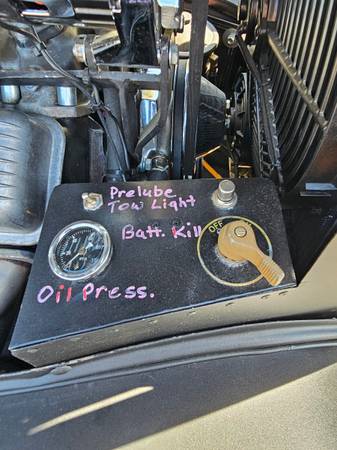 Prelube
Tow Light
Batt. Kill
OFF
Oil Press.